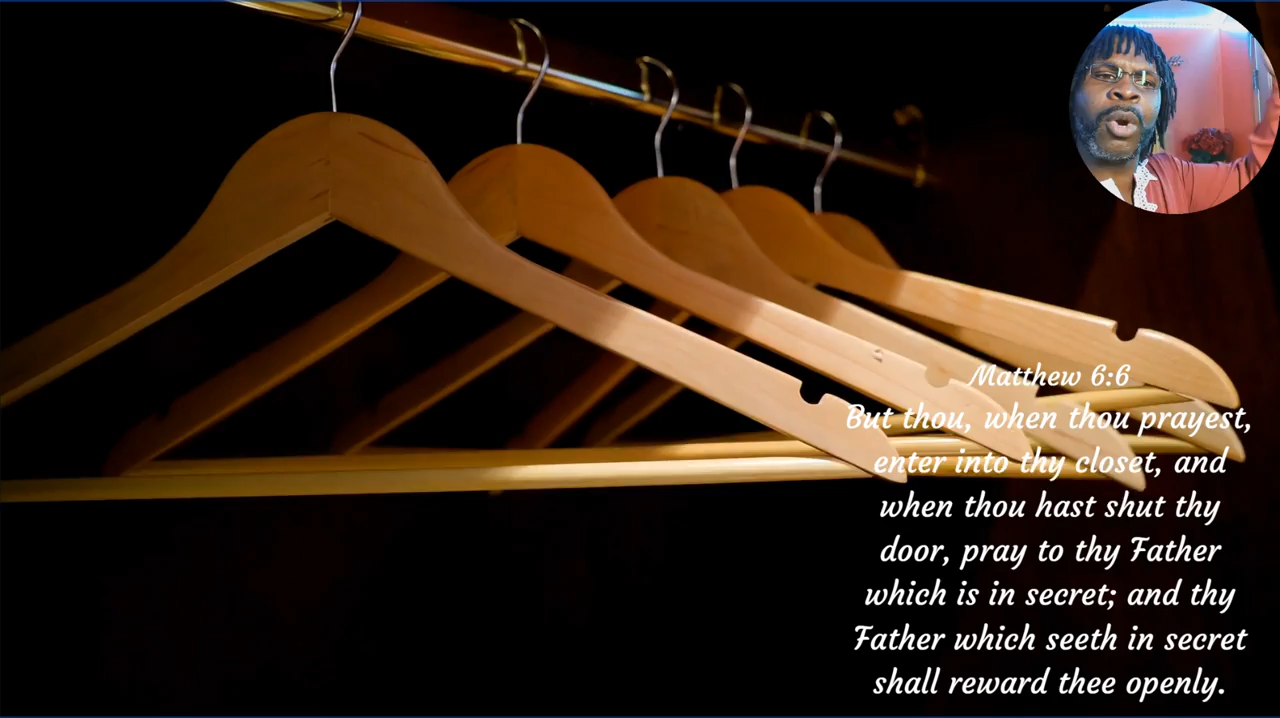 Matthew 6:6
But thou, when thou prayest,
enter into thy closet, and
when thou hast shut thy
door, pray to thy Father
which is in secret; and thy
Father which seeth in secret
shall reward thee openly.